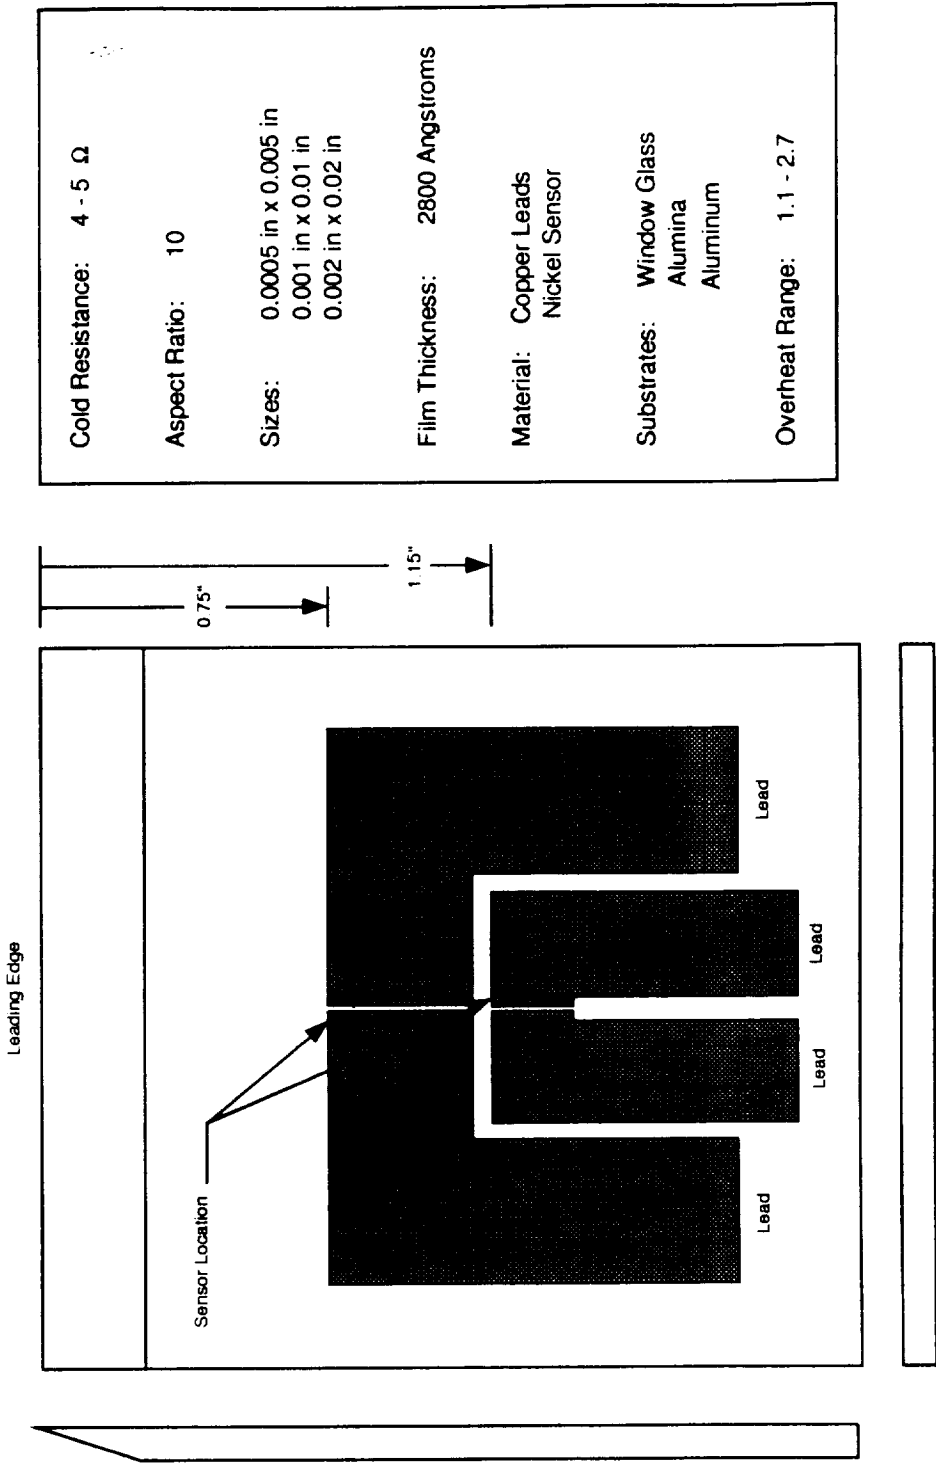 Leading Edge
Sensor Location
Lead
Lead
Lead
Lead
0.75"
1.15"
Cold Resistance: 4 - 5 Ω
Aspect Ratio: 10
Sizes: 0.0005 in x 0.005 in
0.001 in x 0.01 in
0.002 in x 0.02 in
Film Thickness: 2800 Angstroms
Material: Copper Leads
Nickel Sensor
Substrates: Window Glass
Alumina
Aluminum
Overheat Range: 1.1 - 2.7